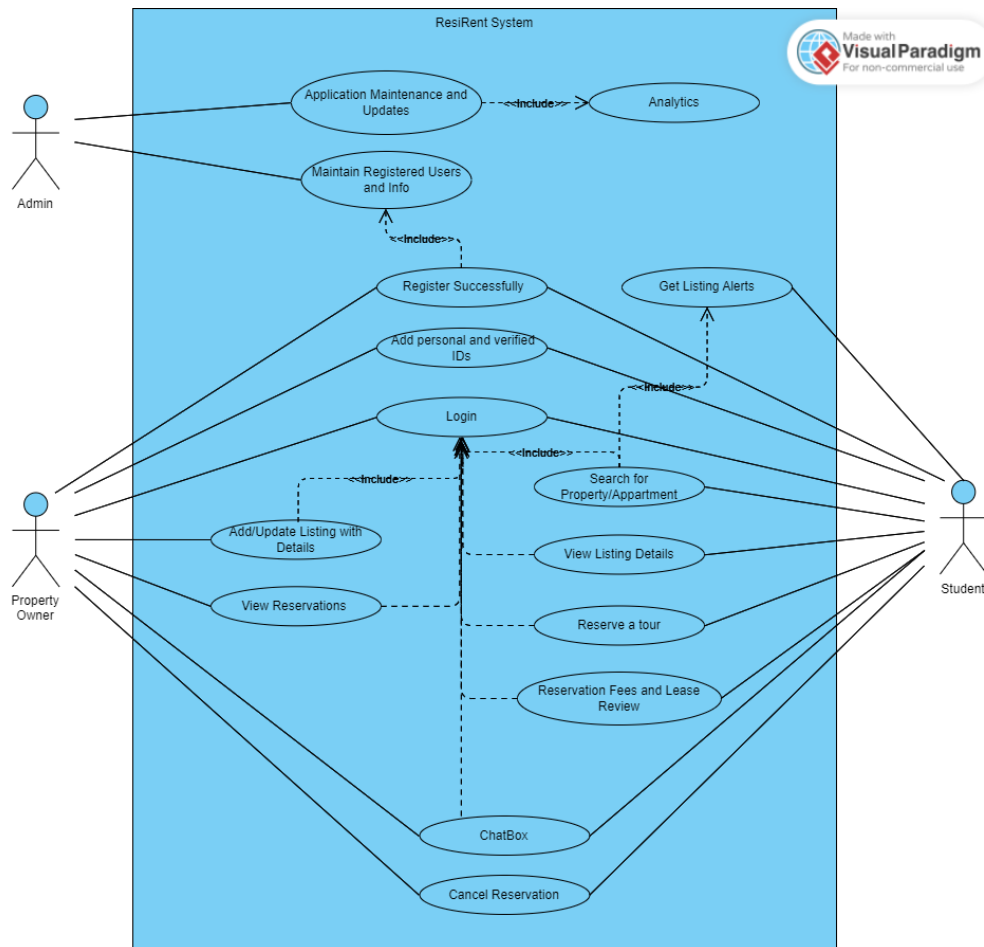 ResiRent System
Made with
Visual Paradigm
For non-commercial use
Application Maintenance and
Updates
<<Include>>
Analytics
Admin
Maintain Registered Users
and Info
<<Include>>
Register Successfully
Get Listing Alerts
Add personal and verified
IDs
<<Include>>
Login
<<Include>>
<<Include>>
Search for
Property/Appartment
Add/Update Listing with
Details
View Listing Details
Property
Owner
Student
View Reservations
Reserve a tour
Reservation Fees and Lease
Review
ChatBox
Cancel Reservation